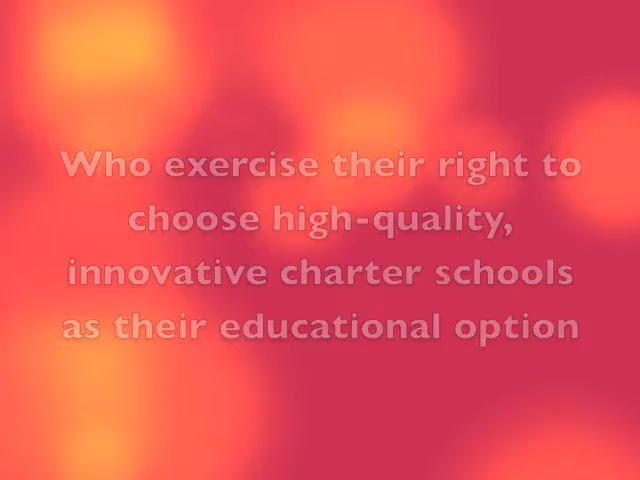 Who exercise their right to
choose high-quality,
innovative charter schools
as their educational option